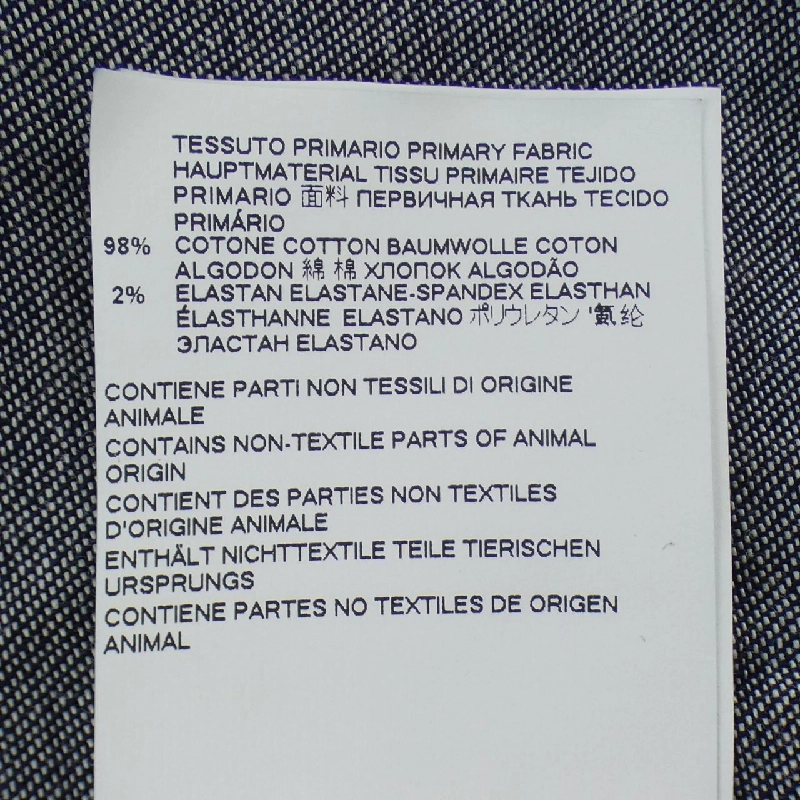 TESSUTO PRIMARIO PRIMARY FABRIC
HAUPTMATERIAL TISSU PRIMAIRE TEJIDO
PRIMARIO 面料 ПЕРВИЧНАЯ ТКАНЬ TECIDO
PRIMÁRIO
98% COTONE COTTON BAUMWOLLE COTON
ALGODON 綿 棉 ХЛОПОК ALGODÃO
2% ELASTAN ELASTANE-SPANDEX ELASTHAN
ÉLASTHANNE ELASTANO ポリウレタン '氨纶
ЭЛАСТАН ELASTANO
CONTIENE PARTI NON TESSILI DI ORIGINE
ANIMALE
CONTAINS NON-TEXTILE PARTS OF ANIMAL
ORIGIN
CONTIENT DES PARTIES NON TEXTILES
D'ORIGINE ANIMALE
ENTHÄLT NICHTTEXTILE TEILE TIERISCHEN
URSPRUNGS
CONTIENE PARTES NO TEXTILES DE ORIGEN
ANIMAL